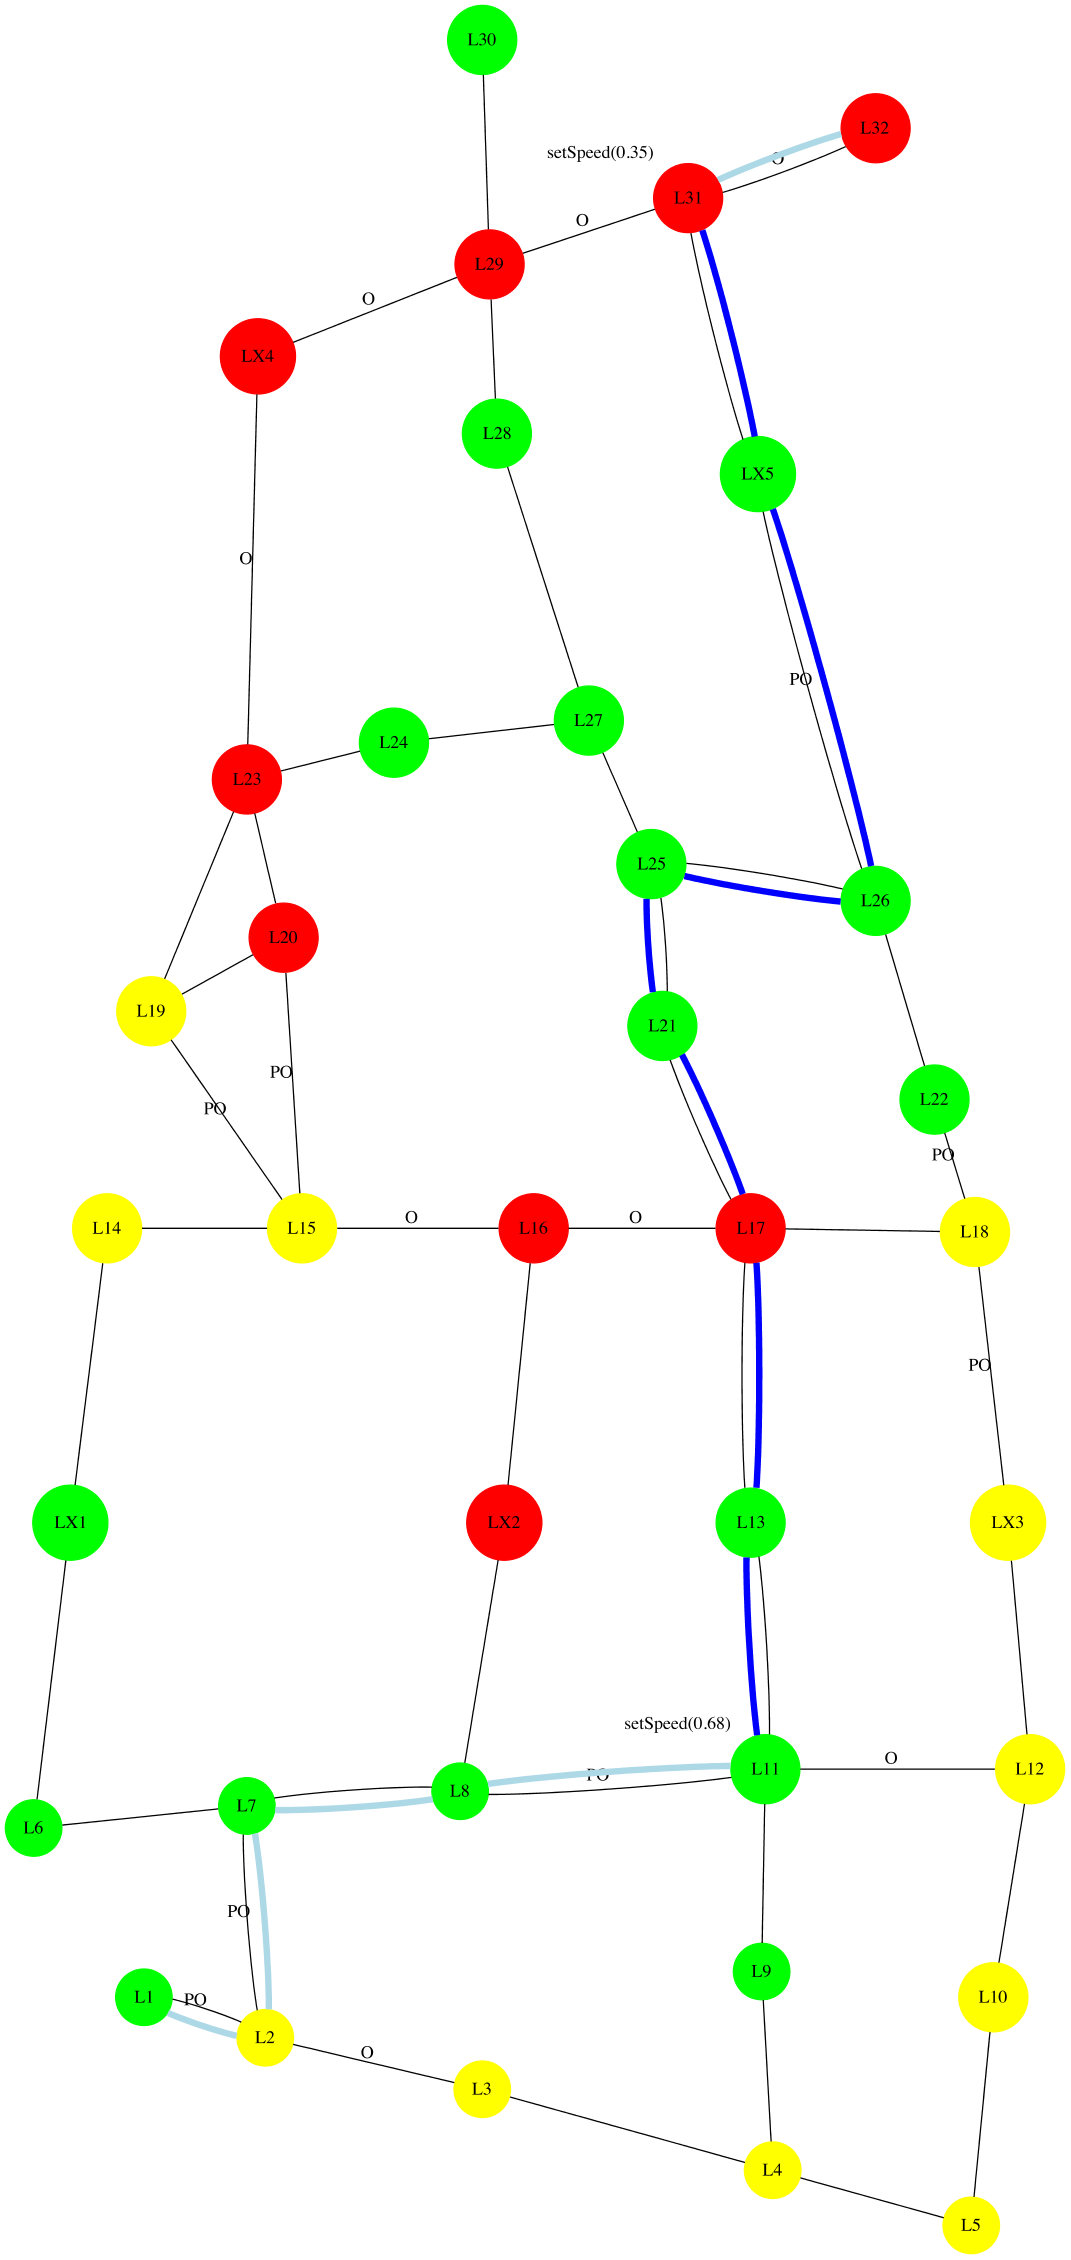 L30
L32
O
setSpeed(0.35)
L31
O
L29
O
LX4
L28
LX5
O
PO
L27
L24
L23
L25
L26
L20
L19
L21
PO
L22
PO
PO
L14
L15
O
L16
O
L17
L18
PO
LX1
LX2
L13
LX3
setSpeed(0.68)
O
L11
L12
PO
L8
L7
L6
PO
L9
L1
PO
L10
L2
O
L3
L4
L5